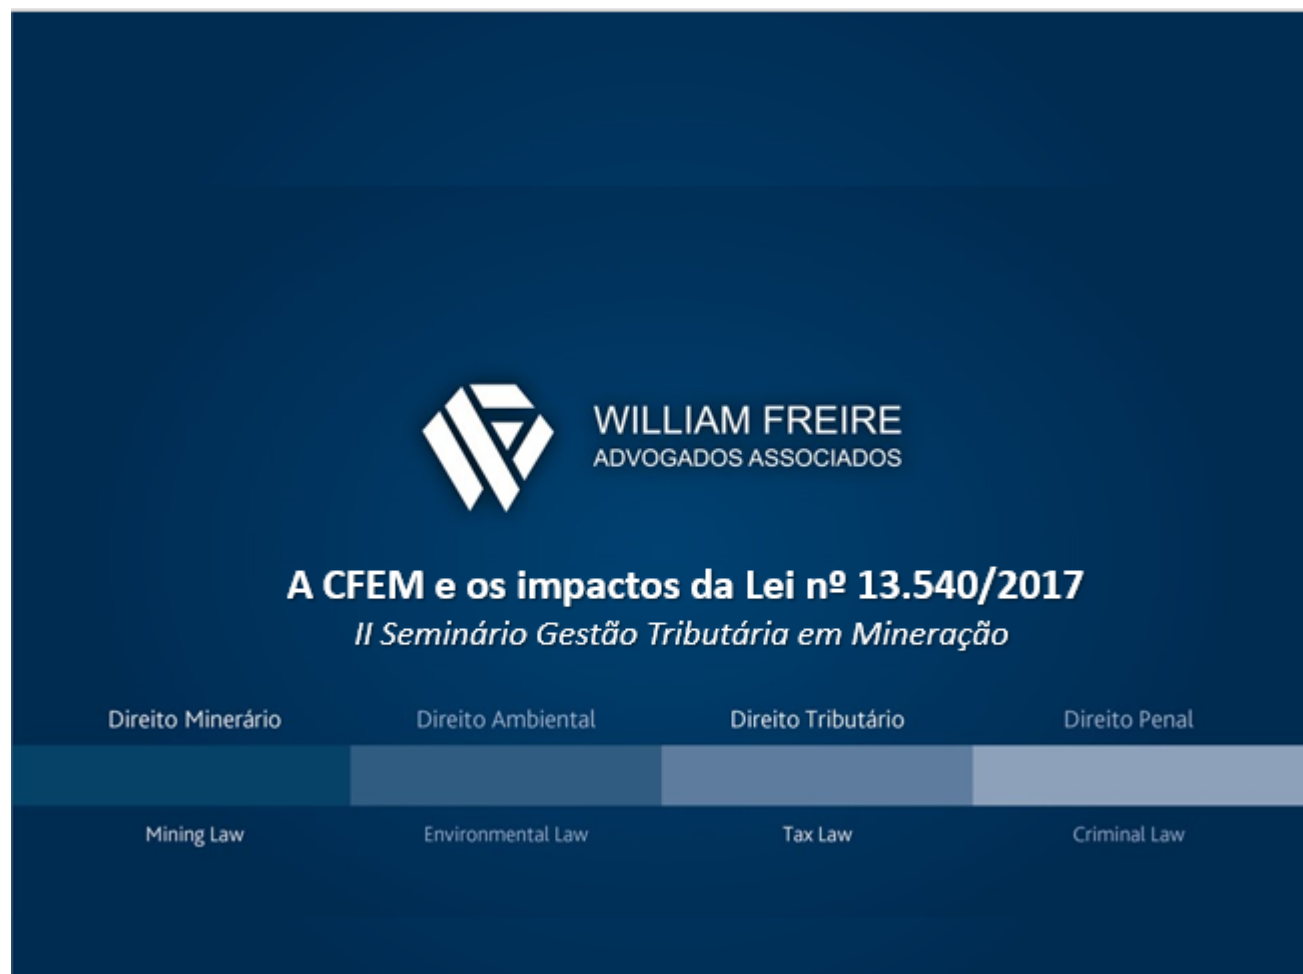 WILLIAM FREIRE
ADVOGADOS ASSOCIADOS
A CFEM e os impactos da Lei nº 13.540/2017
II Seminário Gestão Tributária em Mineração
Direito Minerário Direito Ambiental Direito Tributário Direito Penal
Mining Law Environmental Law Tax Law Criminal Law